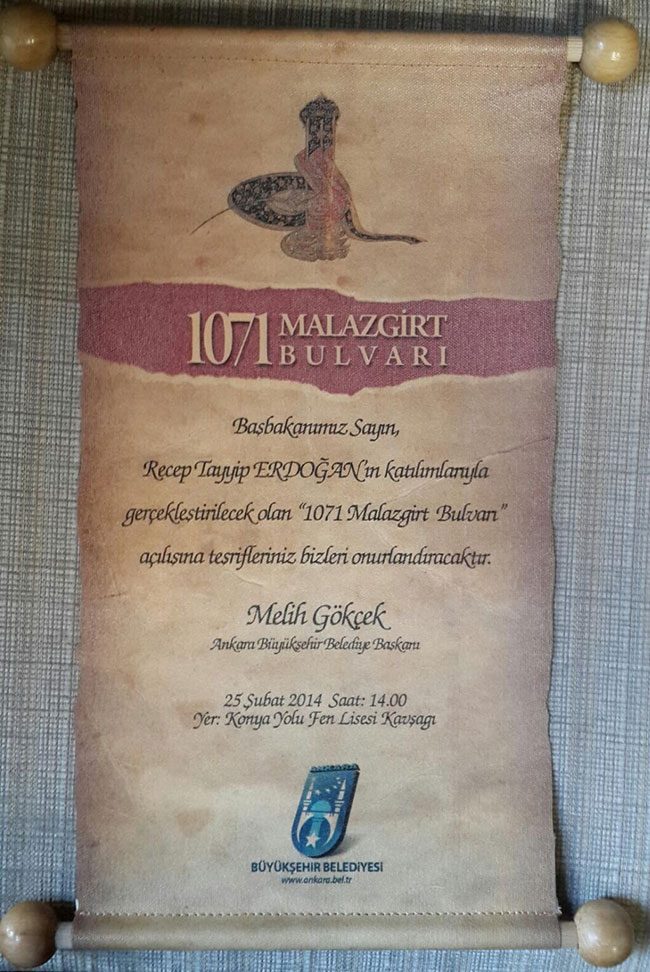 1071 MALAZGİRT
BULVARI
Başbakanımız Sayın,
Recep Tayyip ERDOĞAN'ın katılımlarıyla
gerçekleştirilecek olan "1071 Malazgirt Bulvarı"
açılışına teşrifleriniz bizleri onurlandıracaktır.
Melih Gökçek
Ankara Büyükşehir Belediye Başkanı
25 Şubat 2014 Saat: 14.00
Yer: Konya Yolu Fen Lisesi Kavşağı
ANKARA
BÜYÜKŞEHİR BELEDİYESİ
www.ankara.bel.tr